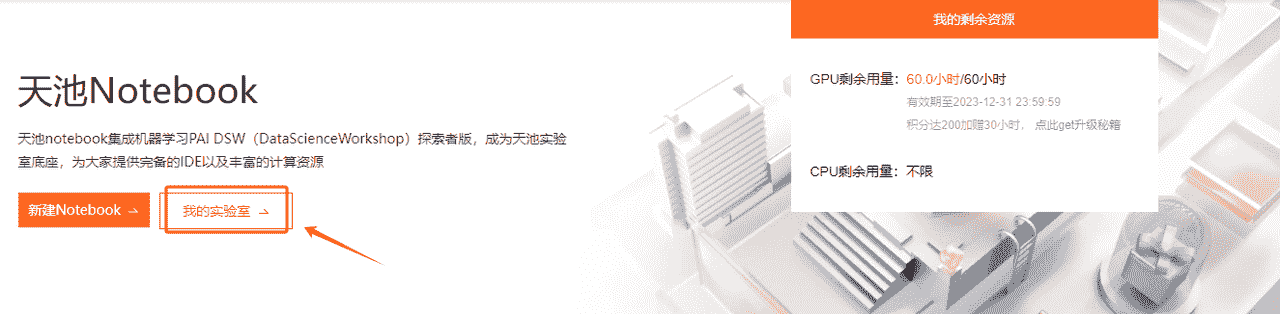 我的剩余资源
天池Notebook
天池notebook集成机器学习PAI DSW（DataScienceWorkshop）探索者版，成为天池实验
室底座，为大家提供完备的IDE以及丰富的计算资源
新建Notebook →
我的实验室 →
GPU剩余用量：60.0小时/60小时
有效期至2023-12-31 23:59:59
积分达200加赠30小时， 点此get升级秘籍
CPU剩余用量：不限